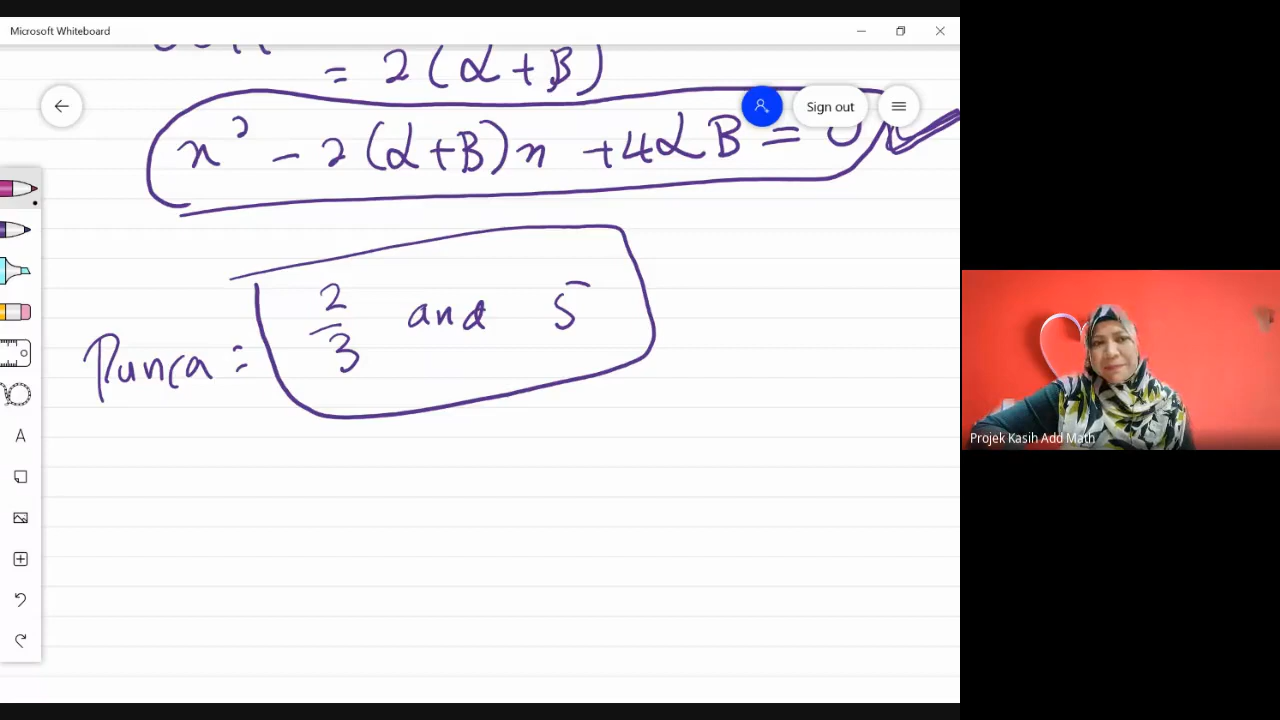 Microsoft Whiteboard
= 2(α+β)
Sign out
x² - 2(α+β)x + 4αβ = 0
Punca = 2/3 and 5
A
Projek Kasih Add Math